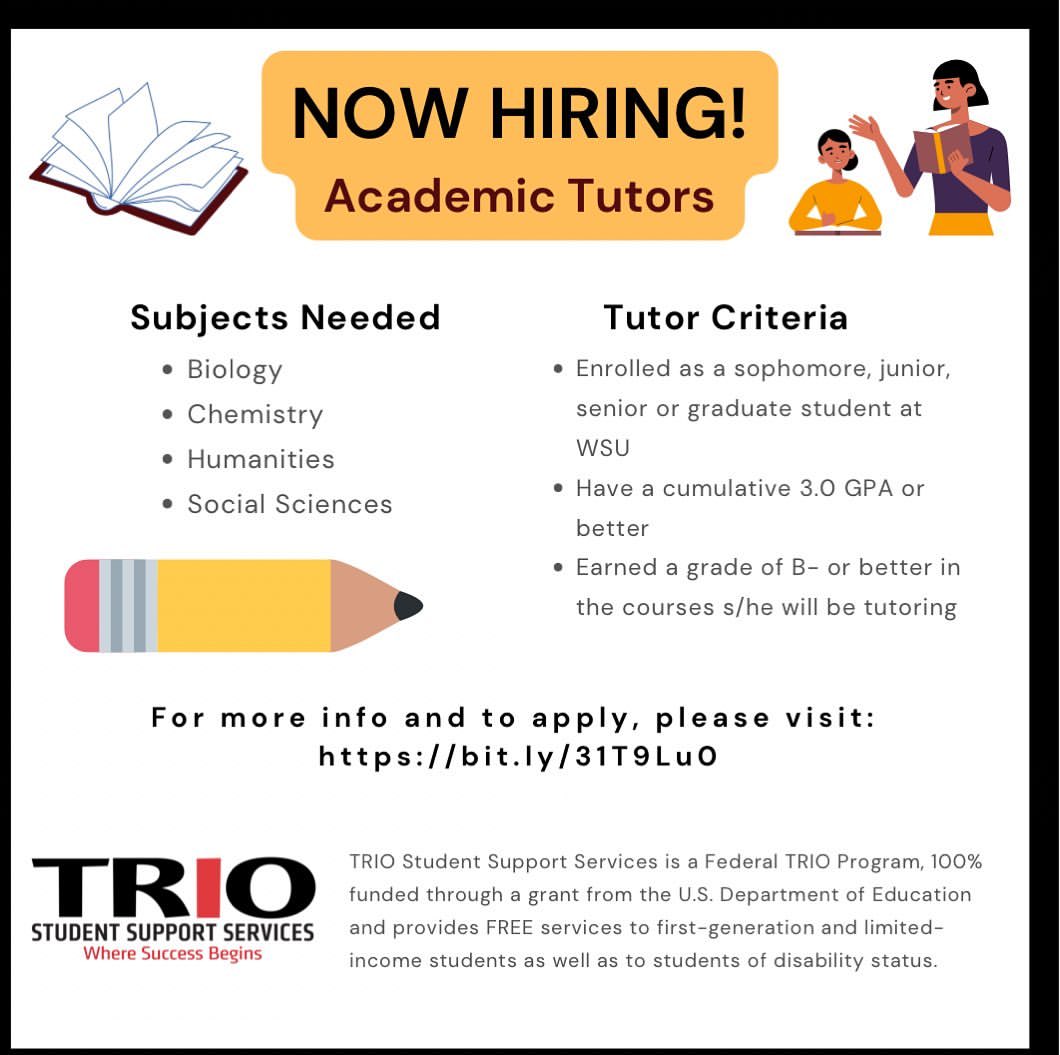 NOW HIRING!
Academic Tutors
Subjects Needed
• Biology
• Chemistry
• Humanities
• Social Sciences
Tutor Criteria
• Enrolled as a sophomore, junior,
senior or graduate student at
WSU
• Have a cumulative 3.0 GPA or
better
• Earned a grade of B- or better in
the courses s/he will be tutoring
For more info and to apply, please visit:
https://bit.ly/31T9Lu0
TRIO
STUDENT SUPPORT SERVICES
Where Success Begins
TRIO Student Support Services is a Federal TRIO Program, 100%
funded through a grant from the U.S. Department of Education
and provides FREE services to first-generation and limited-
income students as well as to students of disability status.